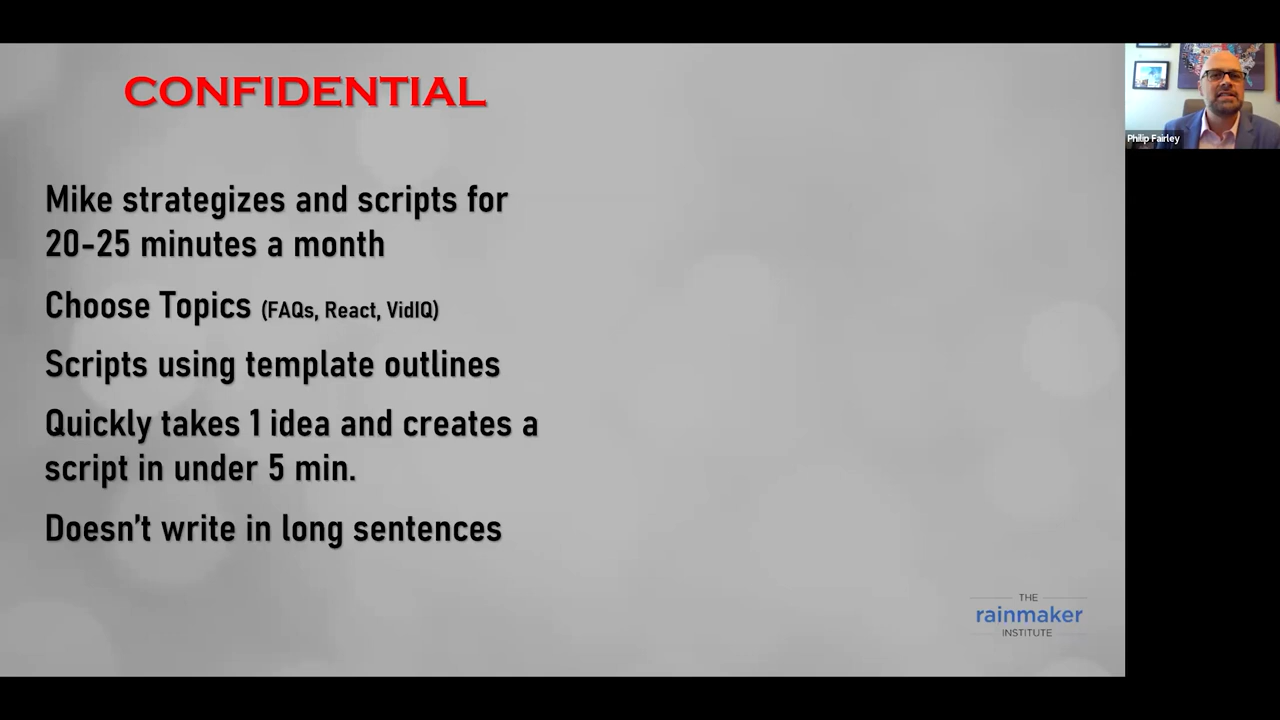 CONFIDENTIAL
Mike strategizes and scripts for
20-25 minutes a month
Choose Topics (FAQs, React, VidIQ)
Scripts using template outlines
Quickly takes 1 idea and creates a
script in under 5 min.
Doesn't write in long sentences
THE
rainmaker
INSTITUTE
Philip Fairley